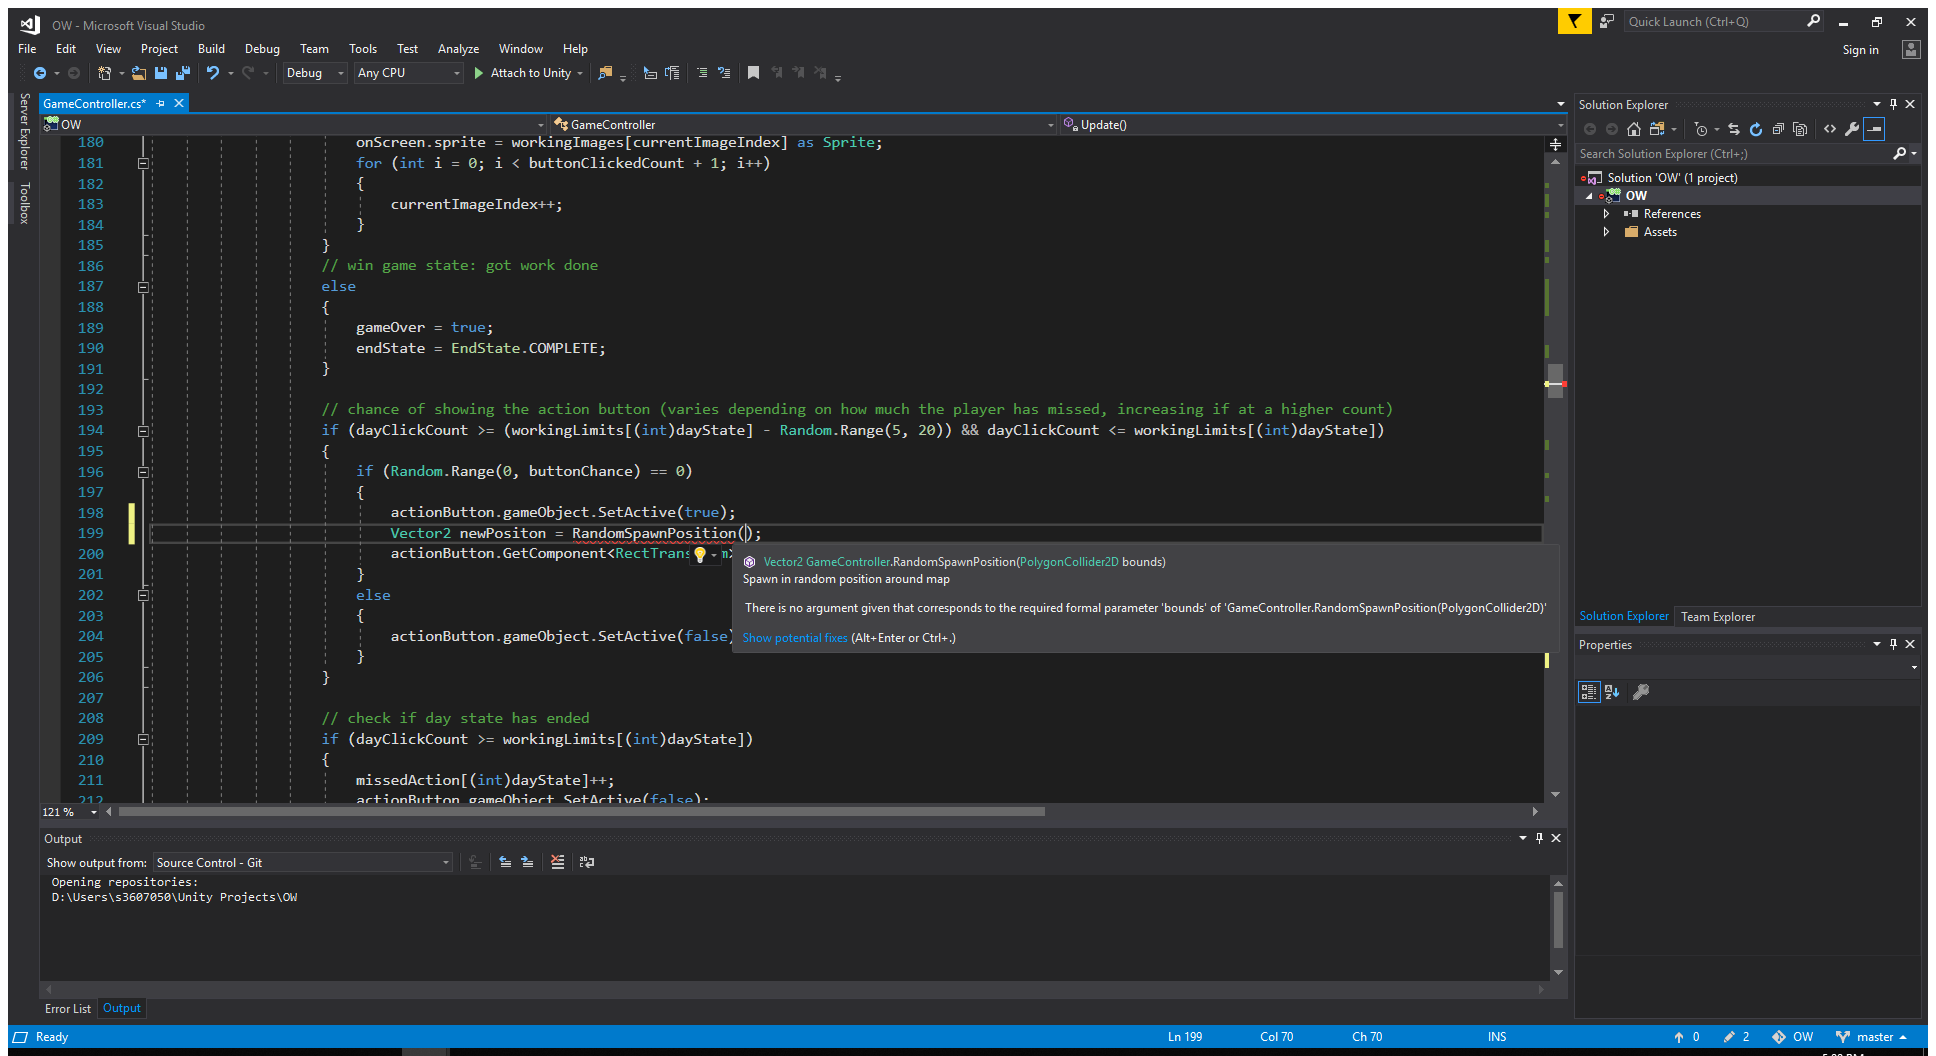 OW - Microsoft Visual Studio
Quick Launch (Ctrl+Q)
File Edit View Project Build Debug Team Tools Test Analyze Window Help
Sign in
Debug Any CPU Attach to Unity
Server Explorer
Toolbox
GameController.cs*
OW GameController Update()
180 onScreen.sprite = workingImages[currentImageIndex] as Sprite;
181 for (int i = 0; i < buttonClickedCount + 1; i++)
182 {
183 currentImageIndex++;
184 }
185 }
186 // win game state: got work done
187 else
188 {
189 gameOver = true;
190 endState = EndState.COMPLETE;
191 }
192
193 // chance of showing the action button (varies depending on how much the player has missed, increasing if at a higher count)
194 if (dayClickCount >= (workingLimits[(int)dayState] - Random.Range(5, 20)) && dayClickCount <= workingLimits[(int)dayState])
195 {
196 if (Random.Range(0, buttonChance) == 0)
197 {
198 actionButton.gameObject.SetActive(true);
199 Vector2 newPositon = RandomSpawnPosition();
200 actionButton.GetComponent<RectTrans m>
201 }
202 else
203 {
204 actionButton.gameObject.SetActive(false)
205 }
206 }
207
208 // check if day state has ended
209 if (dayClickCount >= workingLimits[(int)dayState])
210 {
211 missedAction[(int)dayState]++;
212 actionButton.gameObject.SetActive(false);
Vector2 GameController.RandomSpawnPosition(PolygonCollider2D bounds)
Spawn in random position around map
There is no argument given that corresponds to the required formal parameter 'bounds' of 'GameController.RandomSpawnPosition(PolygonCollider2D)'
Show potential fixes (Alt+Enter or Ctrl+.)
121 %
Output
Show output from: Source Control - Git
Opening repositories:
D:\Users\s3607050\Unity Projects\OW
Error List Output
Solution Explorer
Search Solution Explorer (Ctrl+;)
Solution 'OW' (1 project)
OW
References
Assets
Solution Explorer Team Explorer
Properties
Ready Ln 199 Col 70 Ch 70 INS 0 2 OW master